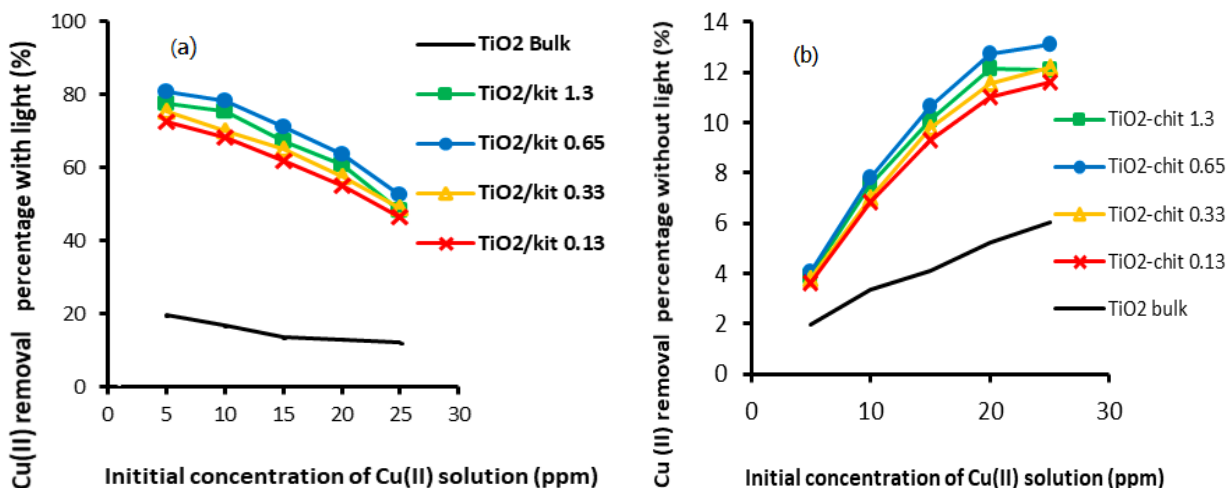 (a)
Cu(II) removal percentage with light (%)
100
80
60
40
20
0
0 5 10 15 20 25 30
Inititial concentration of Cu(II) solution (ppm)
TiO2 Bulk
TiO2/kit 1.3
TiO2/kit 0.65
TiO2/kit 0.33
TiO2/kit 0.13
(b)
Cu (II) removal percentage without light (%)
14
12
10
8
6
4
2
0
0 10 20 30
Initial concentration of Cu(II) solution (ppm)
TiO2-chit 1.3
TiO2-chit 0.65
TiO2-chit 0.33
TiO2-chit 0.13
TiO2 bulk